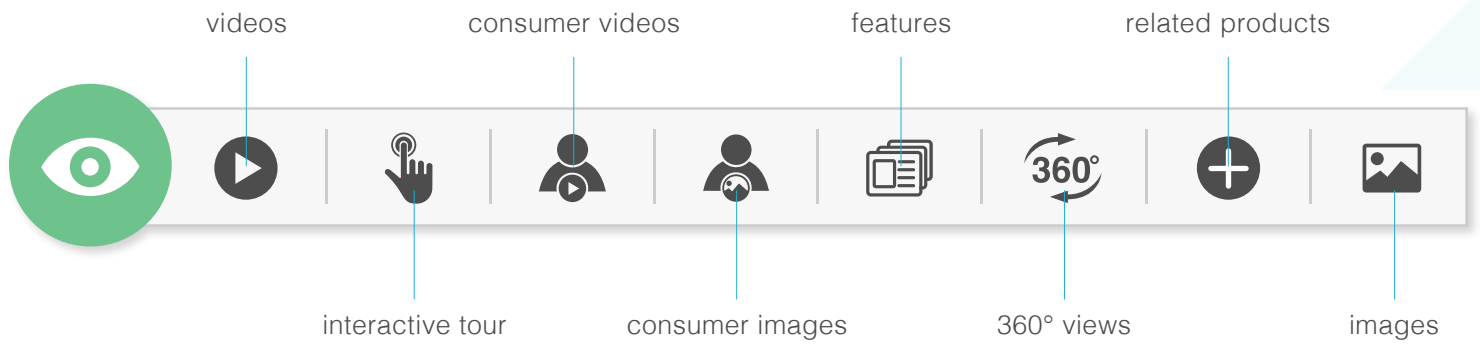 videos
consumer videos
features
related products
360°
interactive tour
consumer images
360° views
images